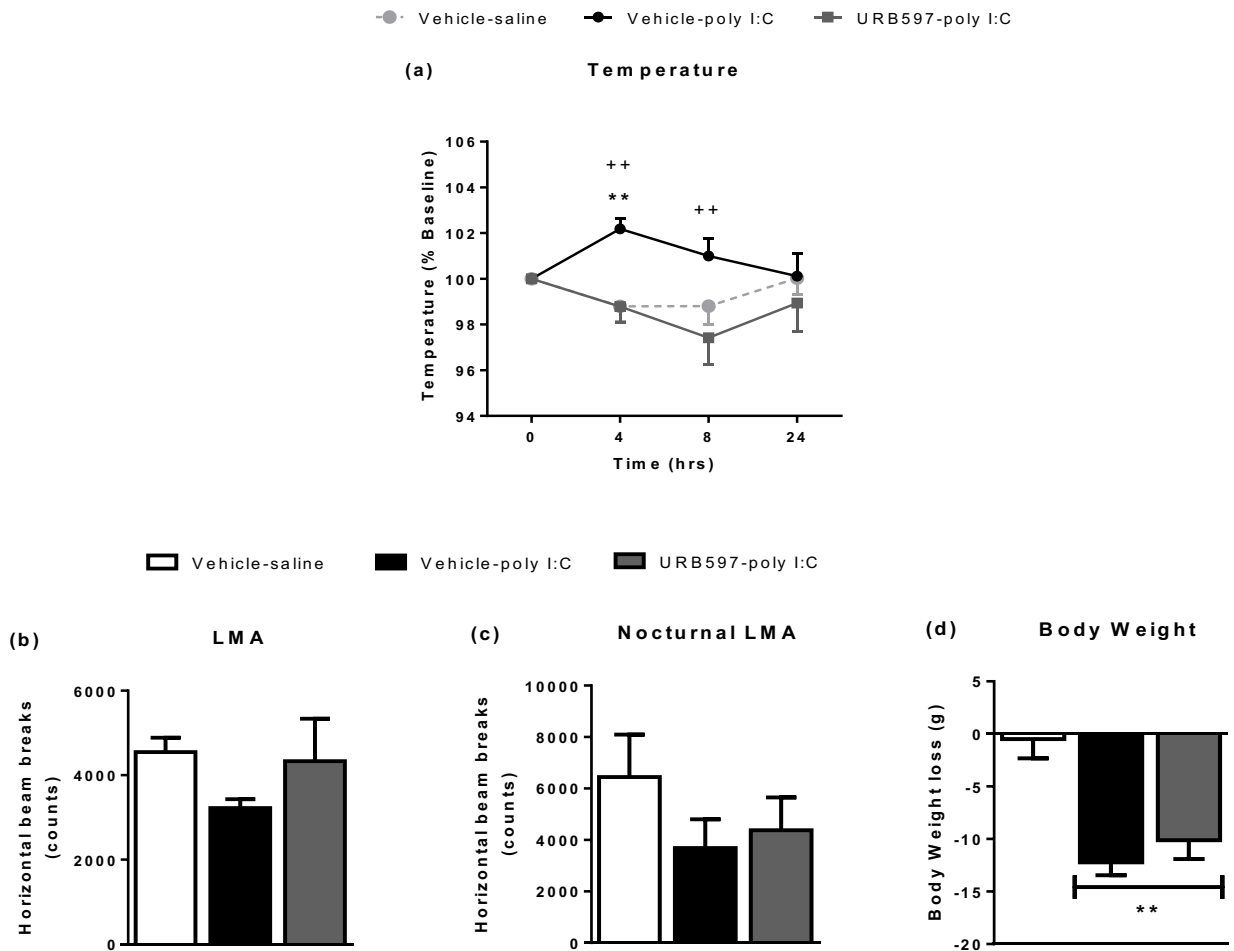 Vehicle-saline Vehicle-poly I:C URB597-poly I:C
(a) Temperature
Temperature (% Baseline)
106
104
102
100
98
96
94
++
**
++
0 4 8 24
Time (hrs)
Vehicle-saline Vehicle-poly I:C URB597-poly I:C
(b) LMA
Horizontal beam breaks
(counts)
6000
4000
2000
0
(c) Nocturnal LMA
Horizontal beam breaks
(counts)
10000
8000
6000
4000
2000
0
(d) Body Weight
Body Weight loss (g)
5
0
-5
-10
-15
-20
**